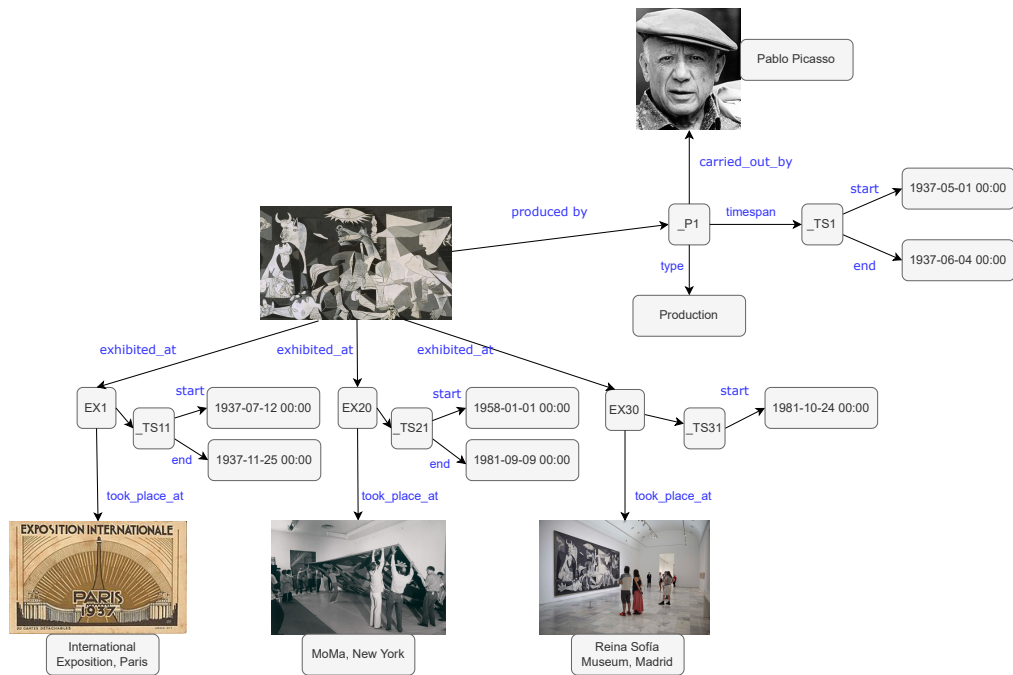 Pablo Picasso
carried_out_by
produced by
_P1
timespan
_TS1
start
1937-05-01 00:00
end
1937-06-04 00:00
type
Production
exhibited_at
exhibited_at
exhibited_at
EX1
_TS11
start
1937-07-12 00:00
end
1937-11-25 00:00
EX20
_TS21
start
1958-01-01 00:00
end
1981-09-09 00:00
EX30
_TS31
start
1981-10-24 00:00
took_place_at
took_place_at
took_place_at
EXPOSITION INTERNATIONALE
PARIS
1937
International
Exposition, Paris
MoMa, New York
Reina Sofía
Museum, Madrid